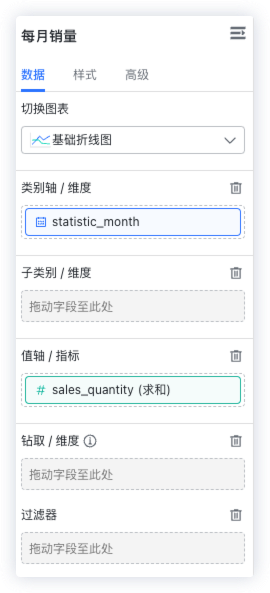 每月销量
数据 样式 高级
切换图表
基础折线图
类别轴 / 维度
statistic_month
子类别 / 维度
拖动字段至此处
值轴 / 指标
# sales_quantity (求和)
钻取 / 维度
拖动字段至此处
过滤器
拖动字段至此处